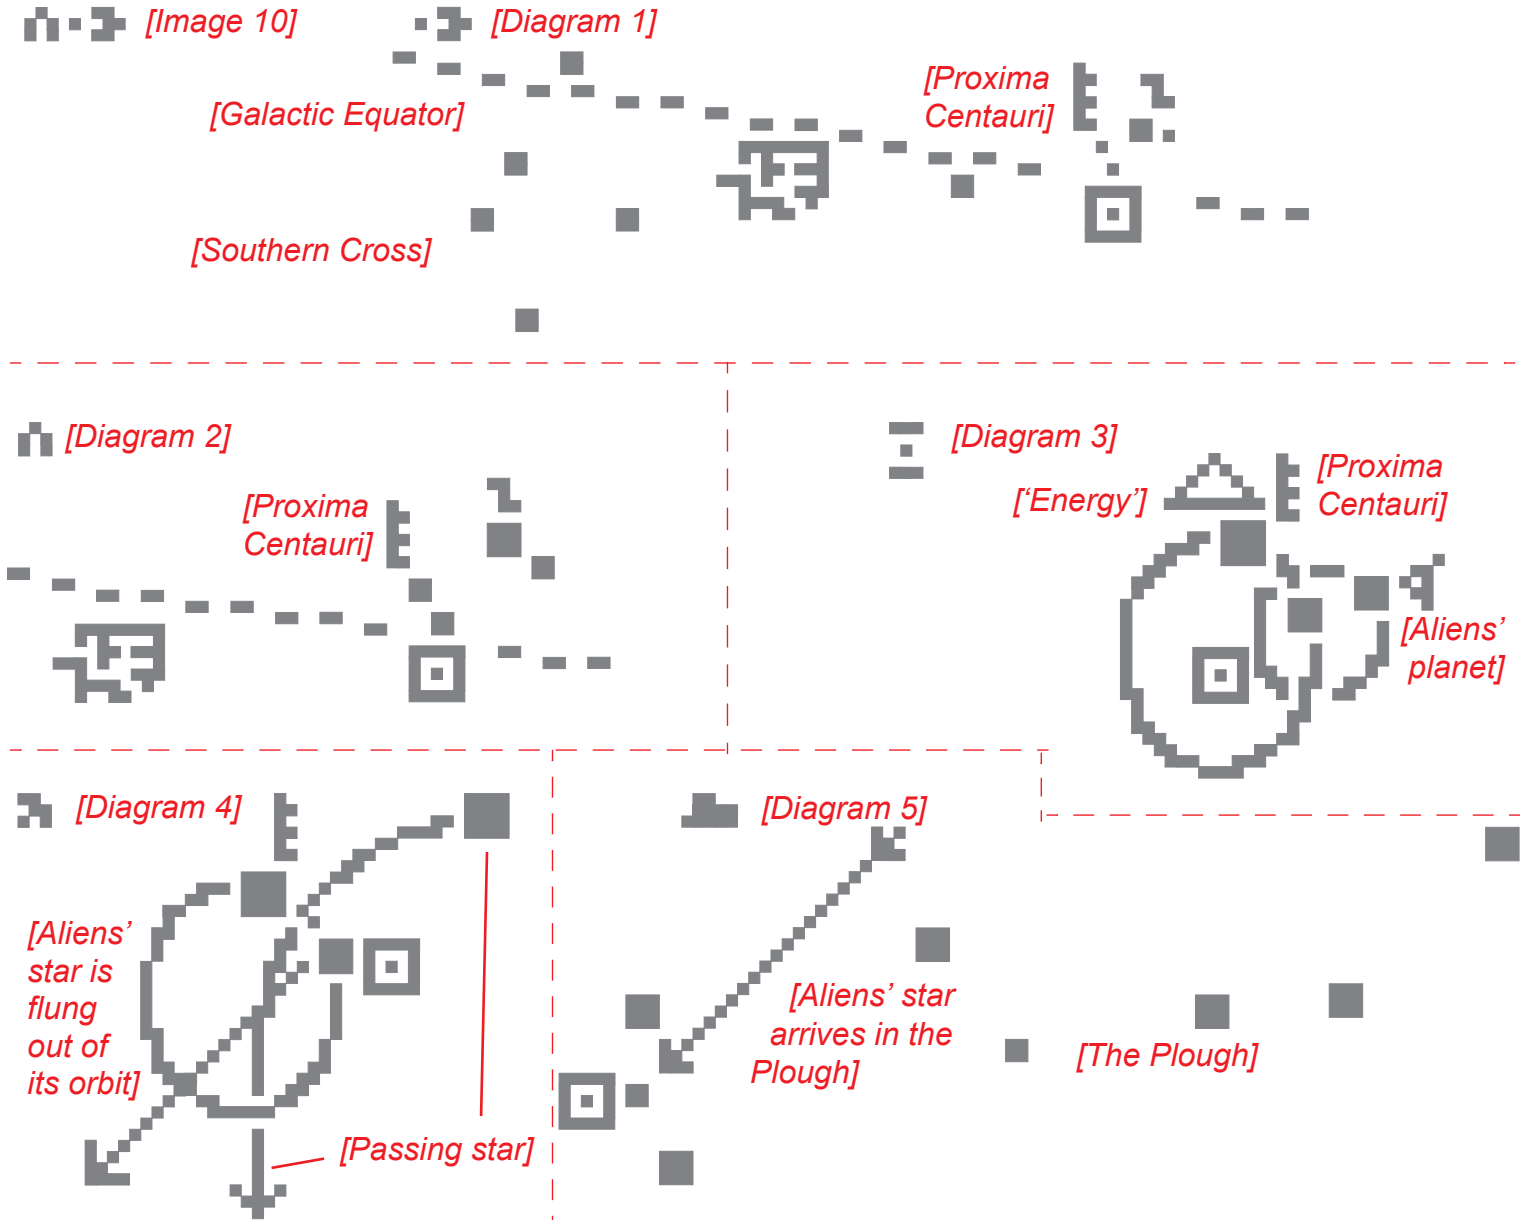 [Image 10]
[Diagram 1]
[Proxima
Centauri]
[Galactic Equator]
[Southern Cross]
[Diagram 2]
[Diagram 3]
[Proxima
Centauri]
['Energy']
[Proxima
Centauri]
[Aliens'
planet]
[Diagram 4]
[Diagram 5]
[Aliens'
star is
flung
out of
its orbit]
[Aliens' star
arrives in the
Plough]
[The Plough]
[Passing star]